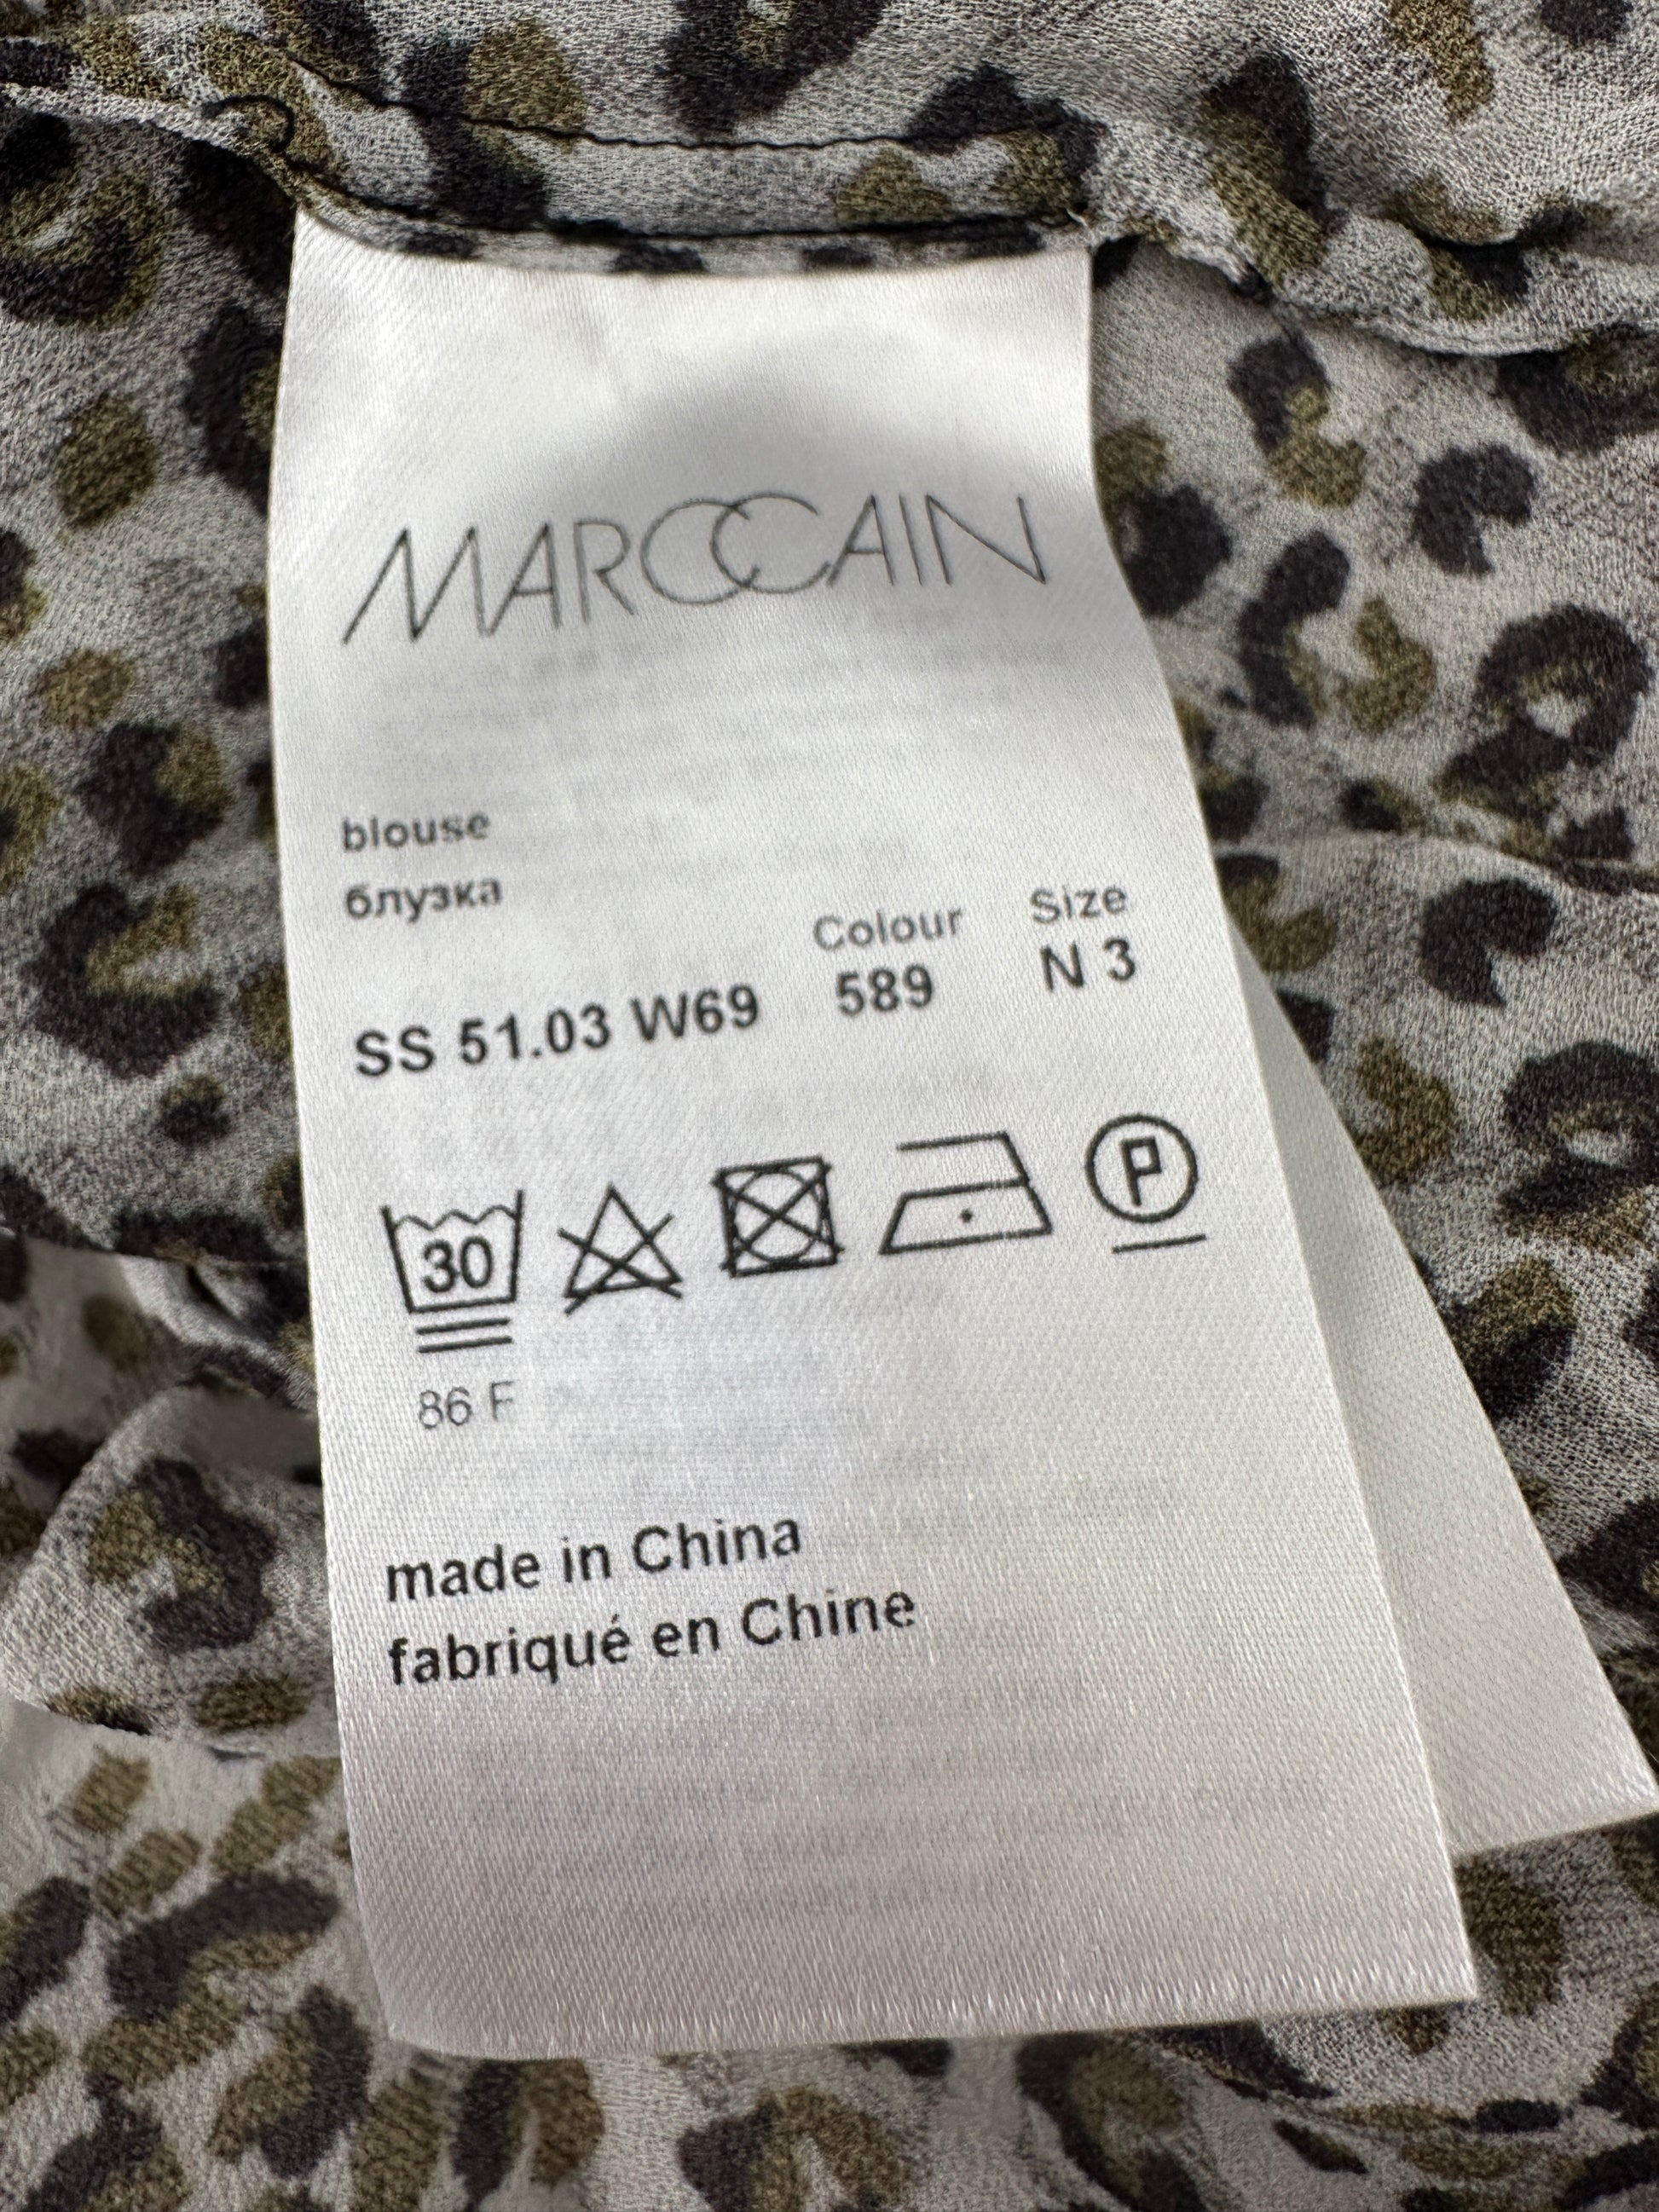 MARCCAIN
blouse
блузка
Colour Size
SS 51.03 W69 589 N 3
30
P
86 F
made in China
fabriqué en Chine